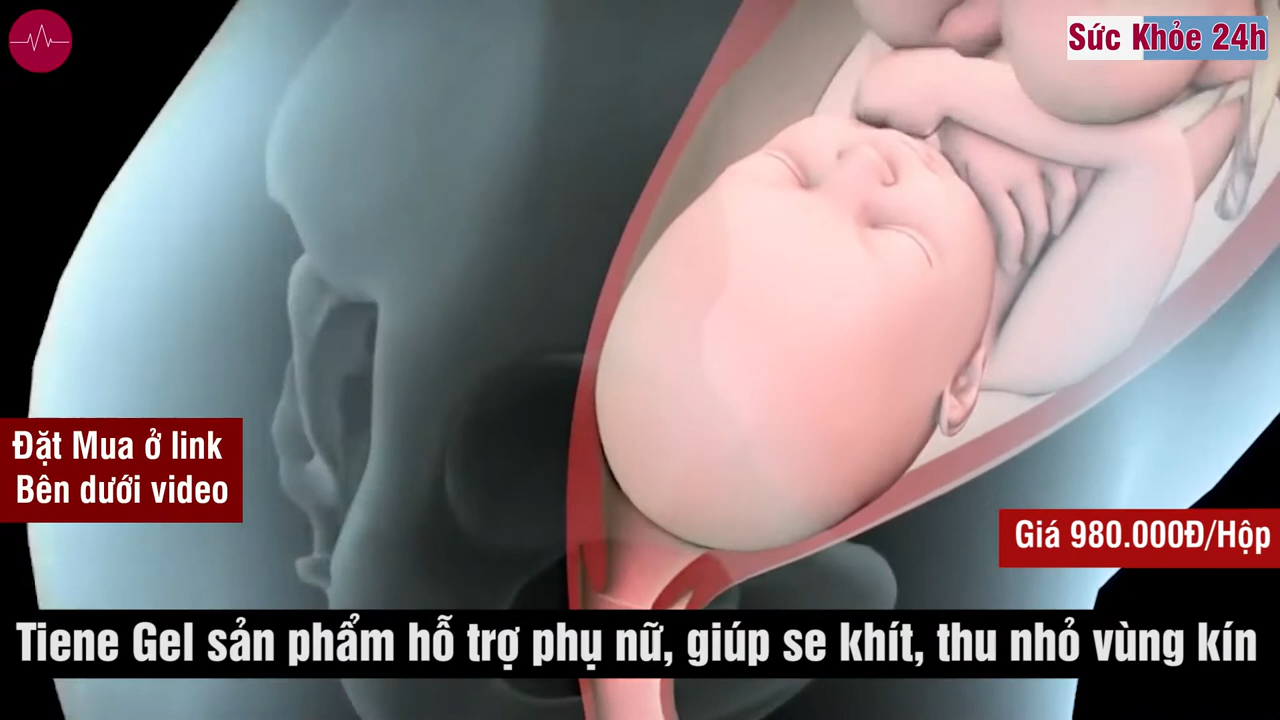 Sức Khỏe 24h
Đặt Mua ở link
Bên dưới video
Giá 980.000Đ/Hộp
Tiene Gel sản phẩm hỗ trợ phụ nữ, giúp se khít, thu nhỏ vùng kín